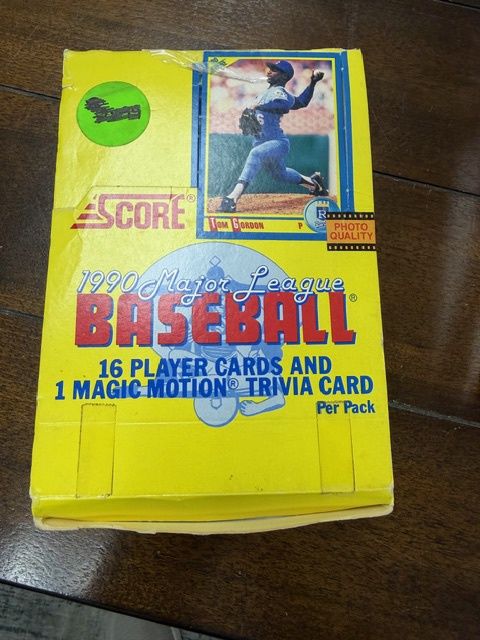 SCORE®
TOM GORDON P
PHOTO
QUALITY
1990 Major League
BASEBALL®
16 PLAYER CARDS AND
1 MAGIC MOTION® TRIVIA CARD
Per Pack